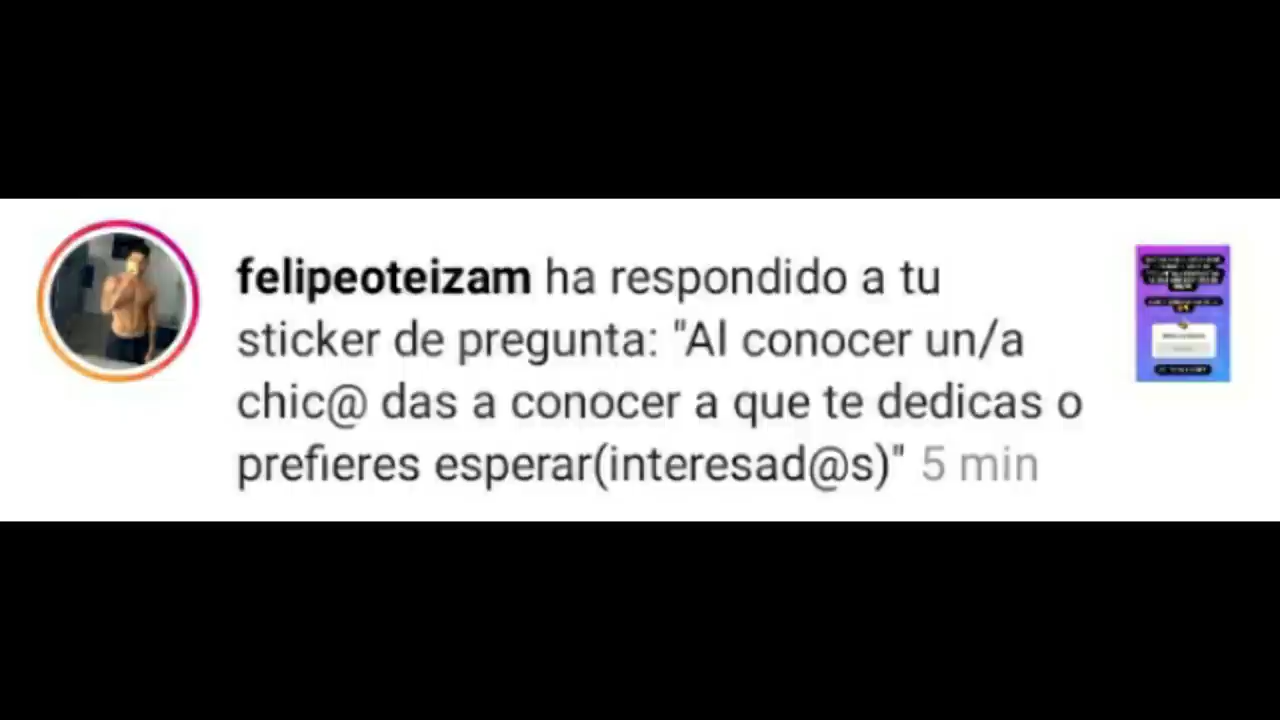 felipeoteizam ha respondido a tu
sticker de pregunta: "Al conocer un/a
chic@ das a conocer a que te dedicas o
prefieres esperar(interesad@s)" 5 min